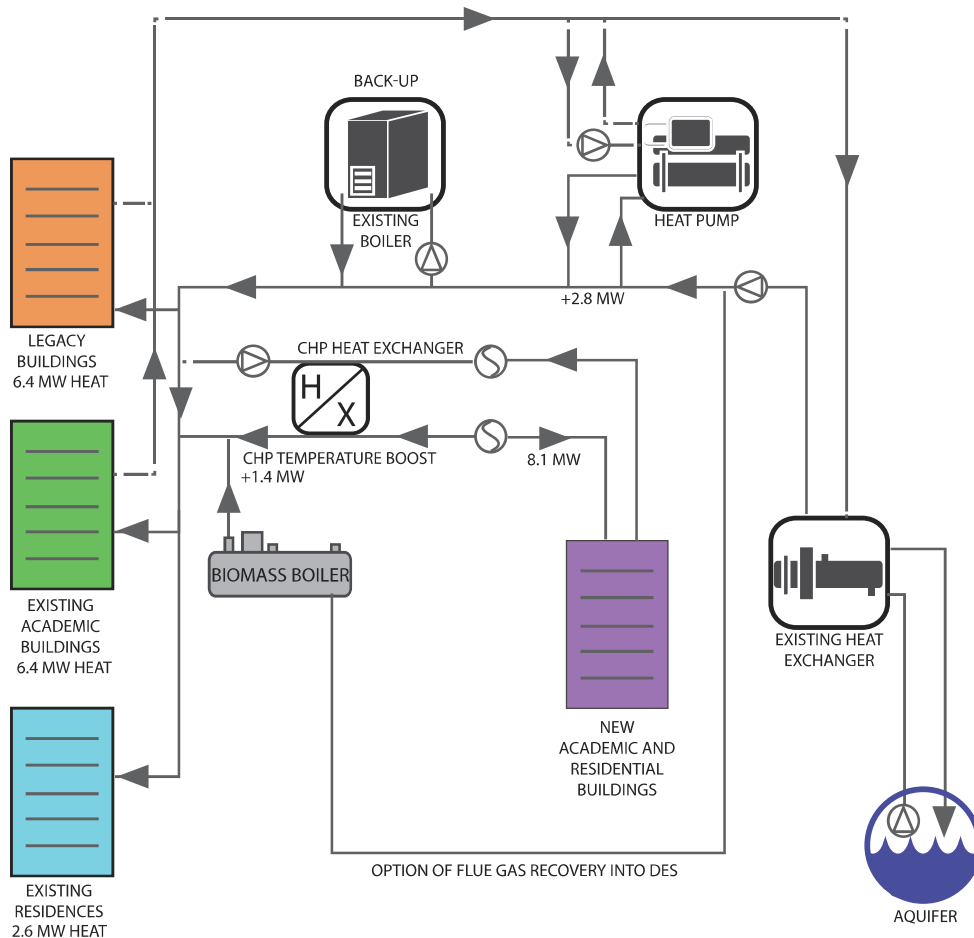 BACK-UP
EXISTING
BOILER
HEAT PUMP
+2.8 MW
LEGACY
BUILDINGS
6.4 MW HEAT
CHP HEAT EXCHANGER
H
X
CHP TEMPERATURE BOOST
+1.4 MW
8.1 MW
BIOMASS BOILER
EXISTING
ACADEMIC
BUILDINGS
6.4 MW HEAT
EXISTING HEAT
EXCHANGER
NEW
ACADEMIC AND
RESIDENTIAL
BUILDINGS
OPTION OF FLUE GAS RECOVERY INTO DES
EXISTING
RESIDENCES
2.6 MW HEAT
AQUIFER